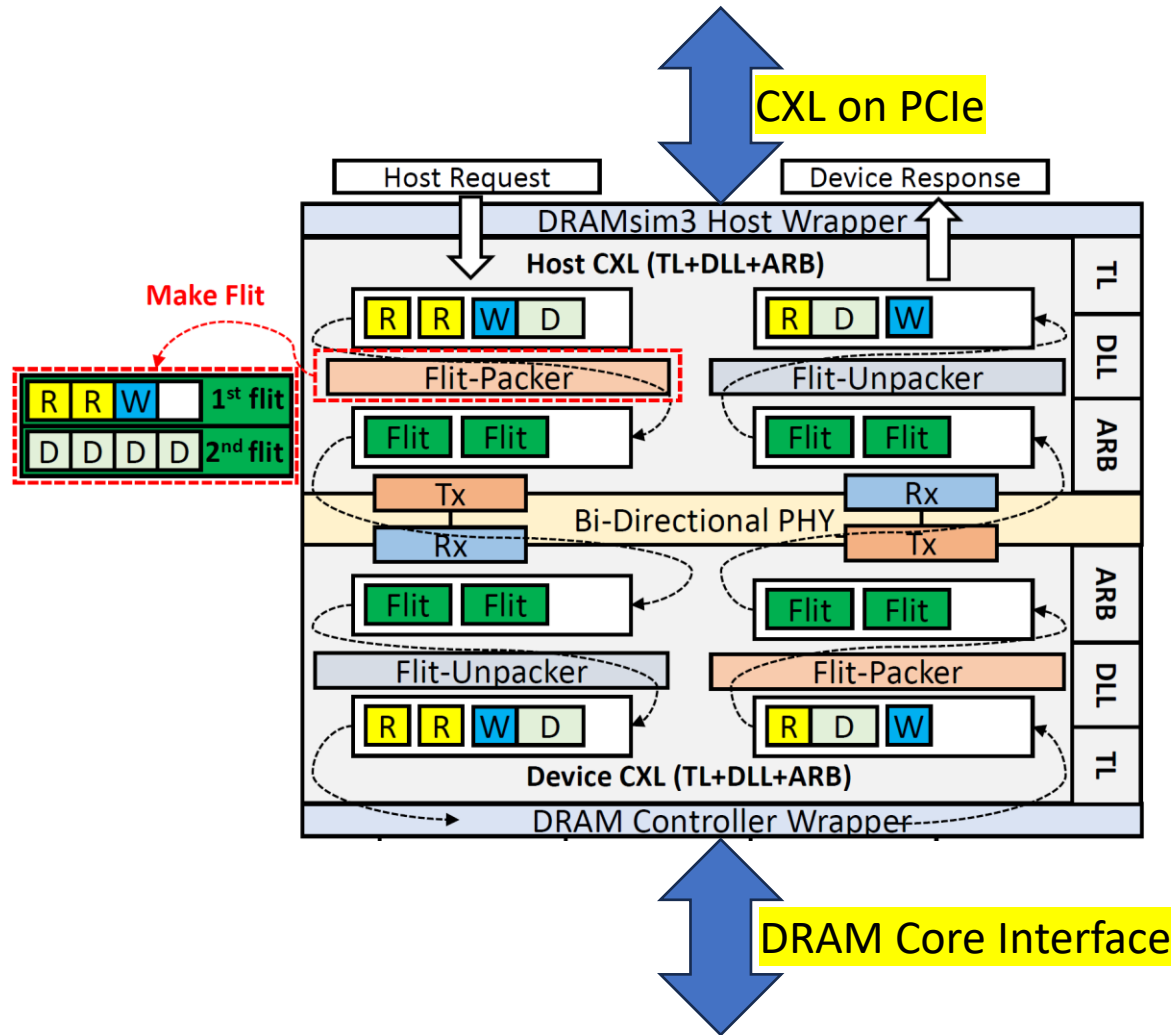 CXL on PCIe
Host Request
Device Response
DRAMsim3 Host Wrapper
Host CXL (TL+DLL+ARB)
TL
Make Flit
R R W D
R D W
DLL
Flit-Packer
Flit-Unpacker
R R W 1st flit
D D D D 2nd flit
Flit Flit
Flit Flit
ARB
Tx
Rx
Bi-Directional PHY
Rx
Tx
Flit Flit
Flit Flit
ARB
Flit-Unpacker
Flit-Packer
DLL
R R W D
R D W
TL
Device CXL (TL+DLL+ARB)
DRAM Controller Wrapper
DRAM Core Interface